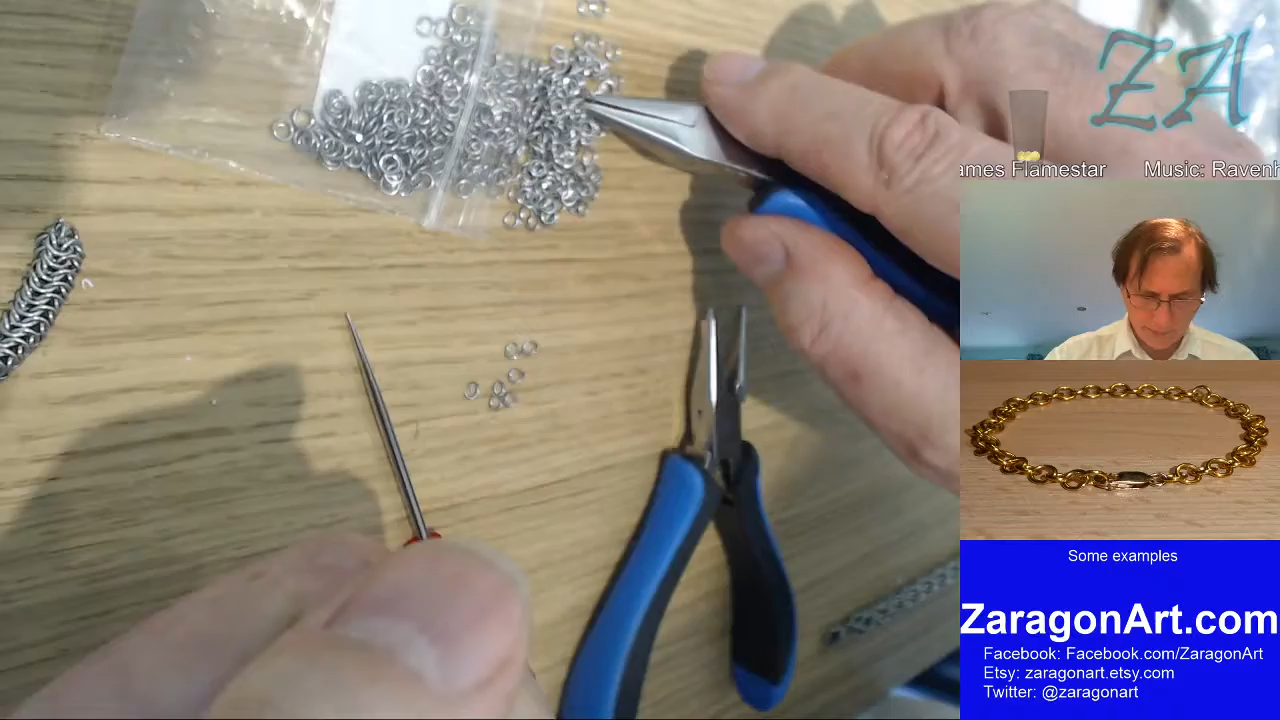 ZA
ames Flamestar Music: Ravenh
Some examples
ZaragonArt.com
Facebook: Facebook.com/ZaragonArt
Etsy: zaragonart.etsy.com
Twitter: @zaragonart